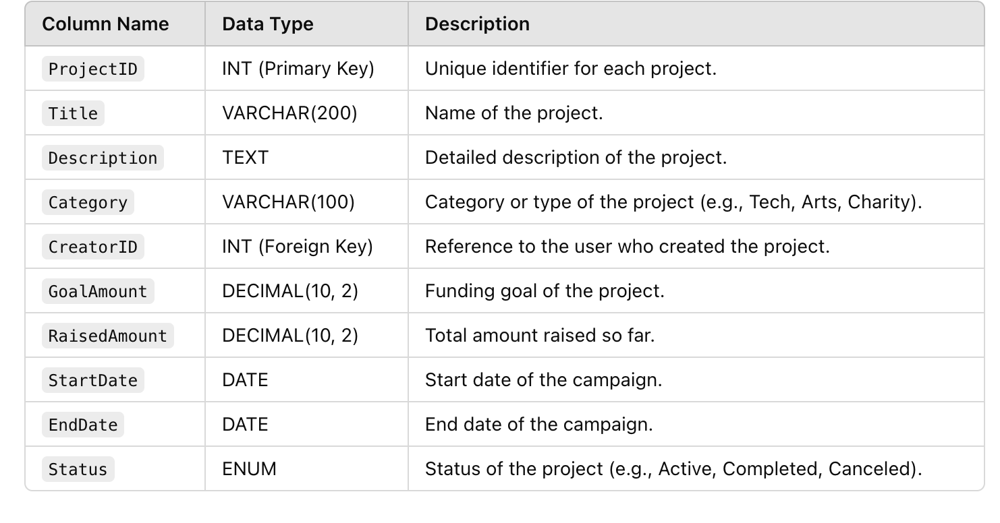 Column Name Data Type Description
ProjectID INT (Primary Key) Unique identifier for each project.
Title VARCHAR(200) Name of the project.
Description TEXT Detailed description of the project.
Category VARCHAR(100) Category or type of the project (e.g., Tech, Arts, Charity).
CreatorID INT (Foreign Key) Reference to the user who created the project.
GoalAmount DECIMAL(10, 2) Funding goal of the project.
RaisedAmount DECIMAL(10, 2) Total amount raised so far.
StartDate DATE Start date of the campaign.
EndDate DATE End date of the campaign.
Status ENUM Status of the project (e.g., Active, Completed, Canceled).